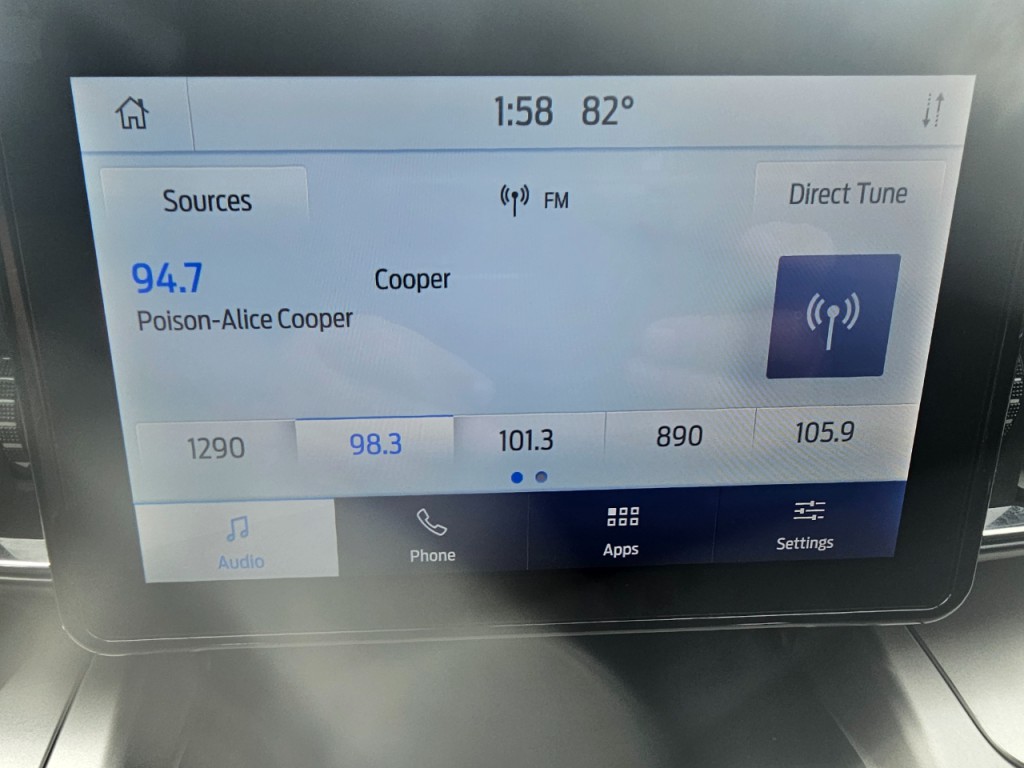 1:58 82°
Sources
FM
Direct Tune
94.7
Cooper
Poison-Alice Cooper
1290
98.3
101.3
890
105.9
Audio
Phone
Apps
Settings